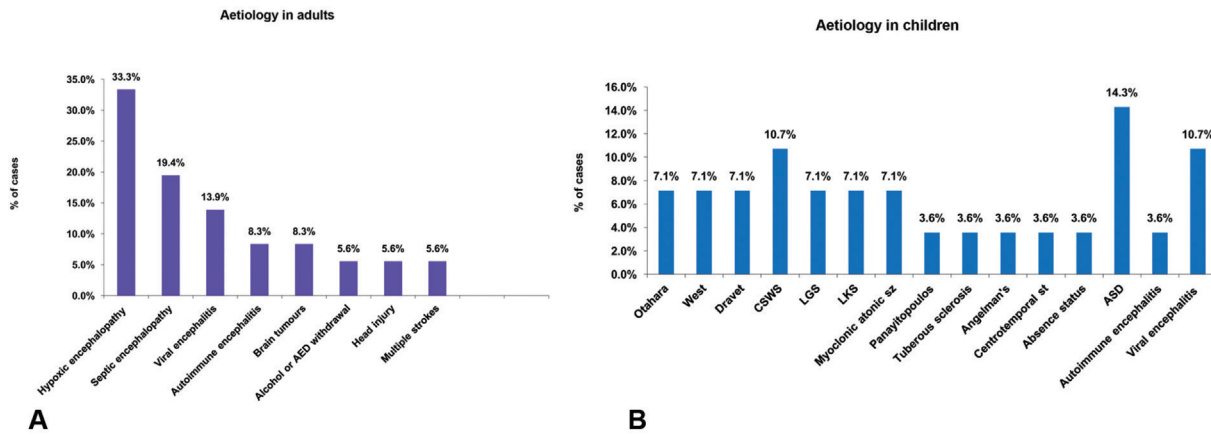 Aetiology in adults
% of cases
35.0%
30.0%
25.0%
20.0%
15.0%
10.0%
5.0%
0.0%
33.3%
19.4%
13.9%
8.3%
8.3%
5.6%
5.6%
5.6%
Hypoxic encephalopathy
Septic encephalopathy
Viral encephalitis
Autoimmune encephalitis
Brain tumours
Alcohol or AED withdrawal
Head injury
Multiple strokes
A
Aetiology in children
% of cases
16.0%
14.0%
12.0%
10.0%
8.0%
6.0%
4.0%
2.0%
0.0%
7.1%
7.1%
7.1%
10.7%
7.1%
7.1%
7.1%
3.6%
3.6%
3.6%
3.6%
3.6%
14.3%
3.6%
10.7%
Otahara
West
Dravet
CSWS
LGS
LKS
Myoclonic atonic sz
Panayitopoulos
Tuberous sclerosis
Angelman's
Centrotemporal st
Absence status
ASD
Autoimmune encephalitis
Viral encephalitis
B